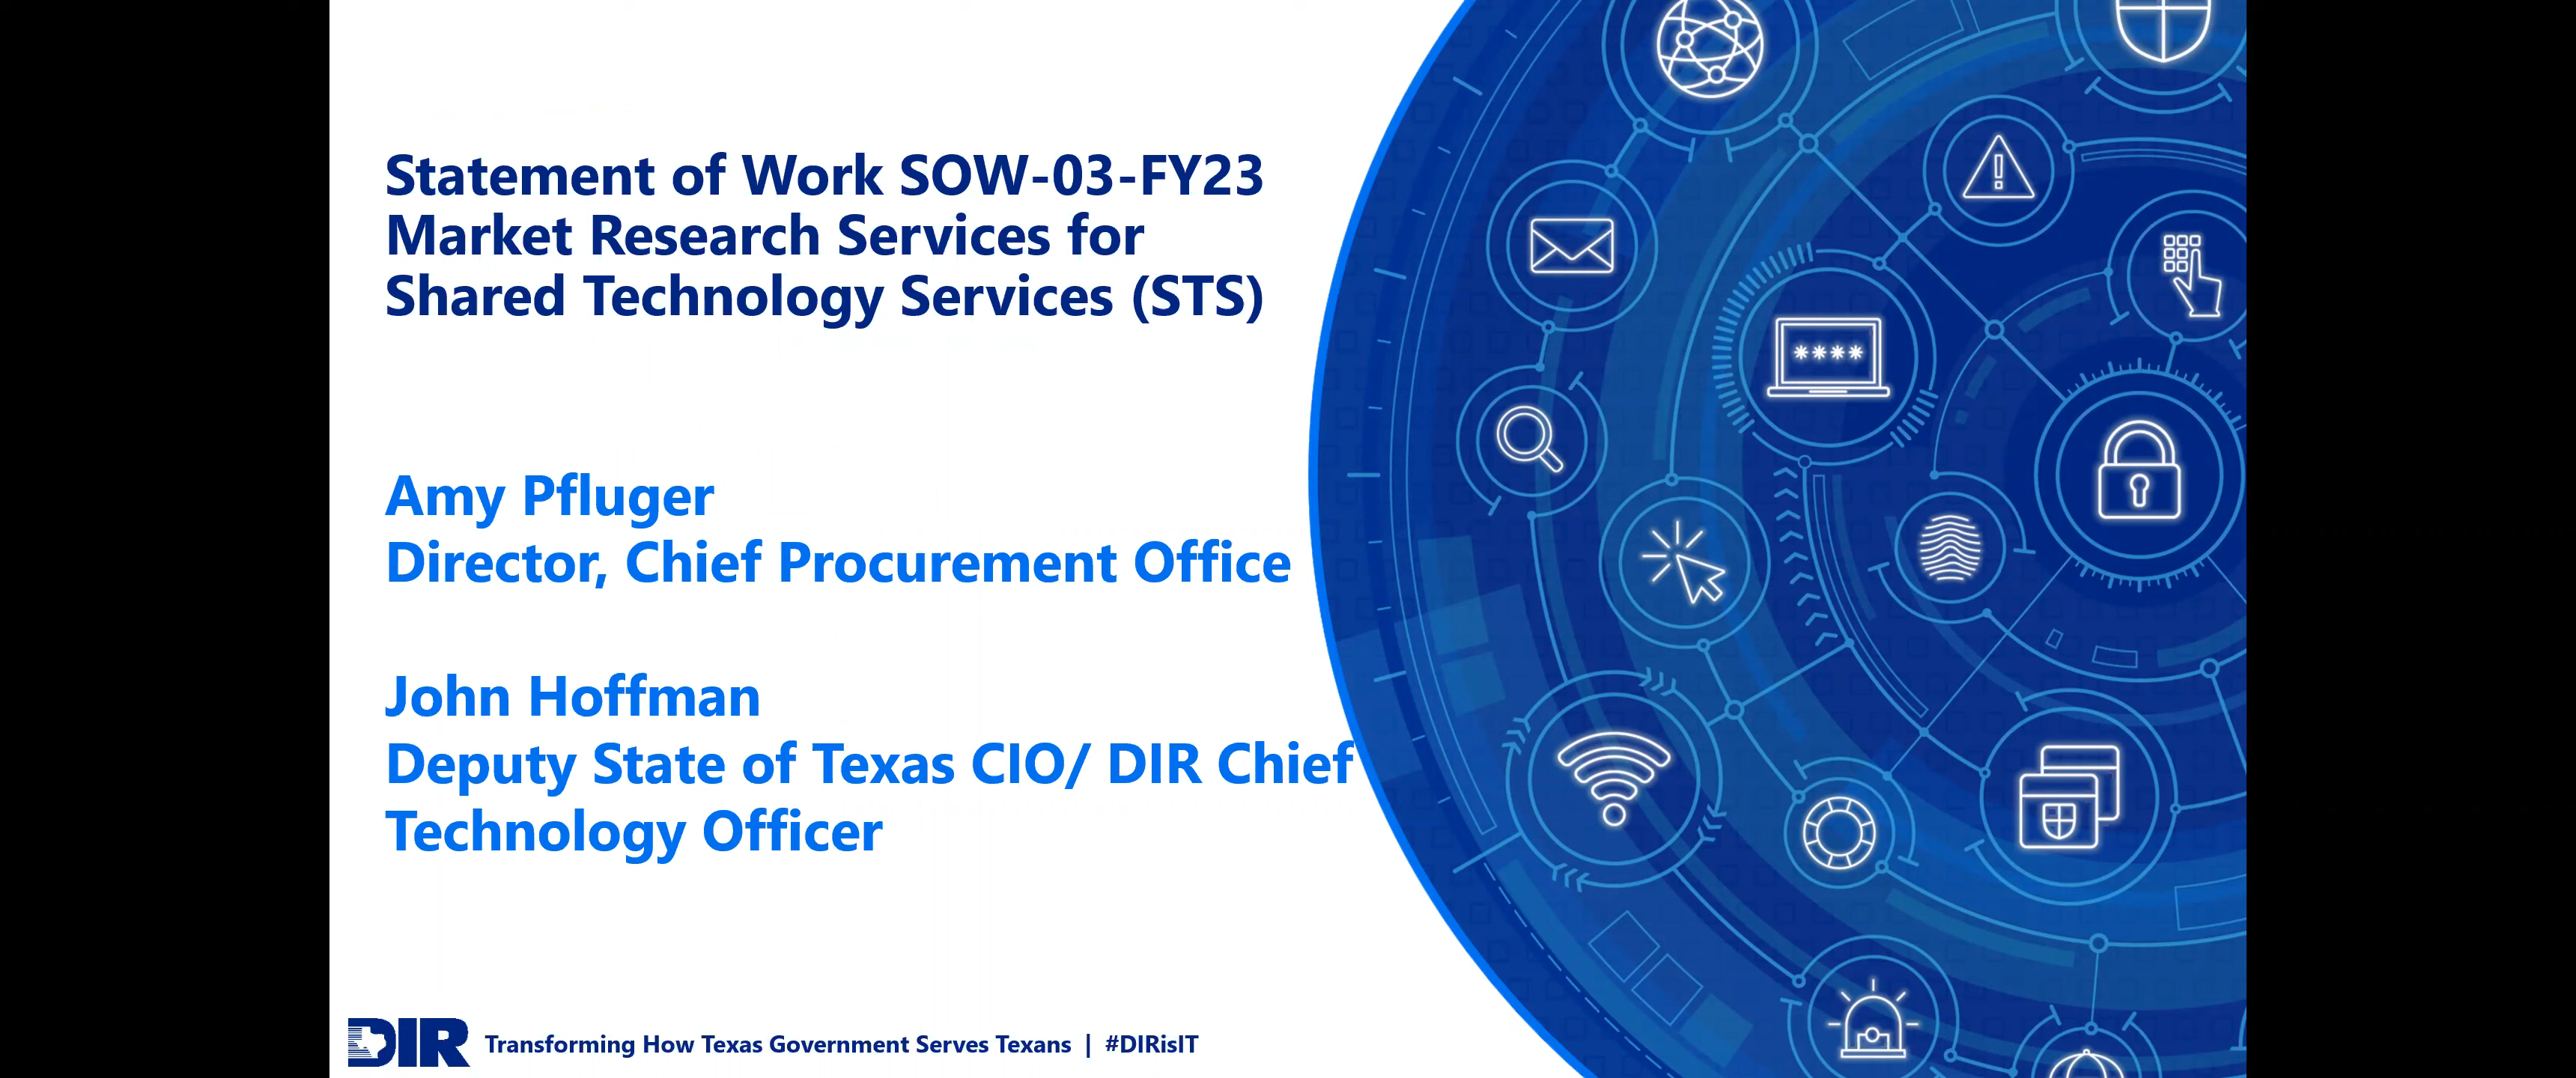 Statement of Work SOW-03-FY23
Market Research Services for
Shared Technology Services (STS)
Amy Pfluger
Director, Chief Procurement Office
John Hoffman
Deputy State of Texas CIO/ DIR Chief
Technology Officer
****
DIR Transforming How Texas Government Serves Texans | #DIRisIT